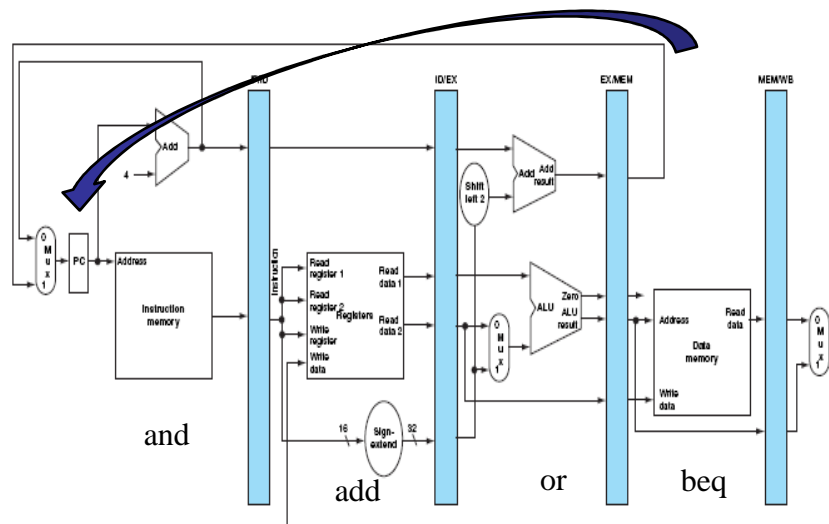 ID/EX
EX/MEM
MEM/WB
Add
4
Shift
left 2
Add
Add
result
0
M
u
x
1
PC
Address
Instruction
memory
Instruction
Read
register 1
Read
register 2
Write
register
Write
data
Registers
Read
data 1
Read
data 2
0
M
u
x
1
Zero
ALU
ALU
result
Address
Read
data
Data
memory
Write
data
0
M
u
x
1
16
Sign-
extend
32
and
add
or
beq